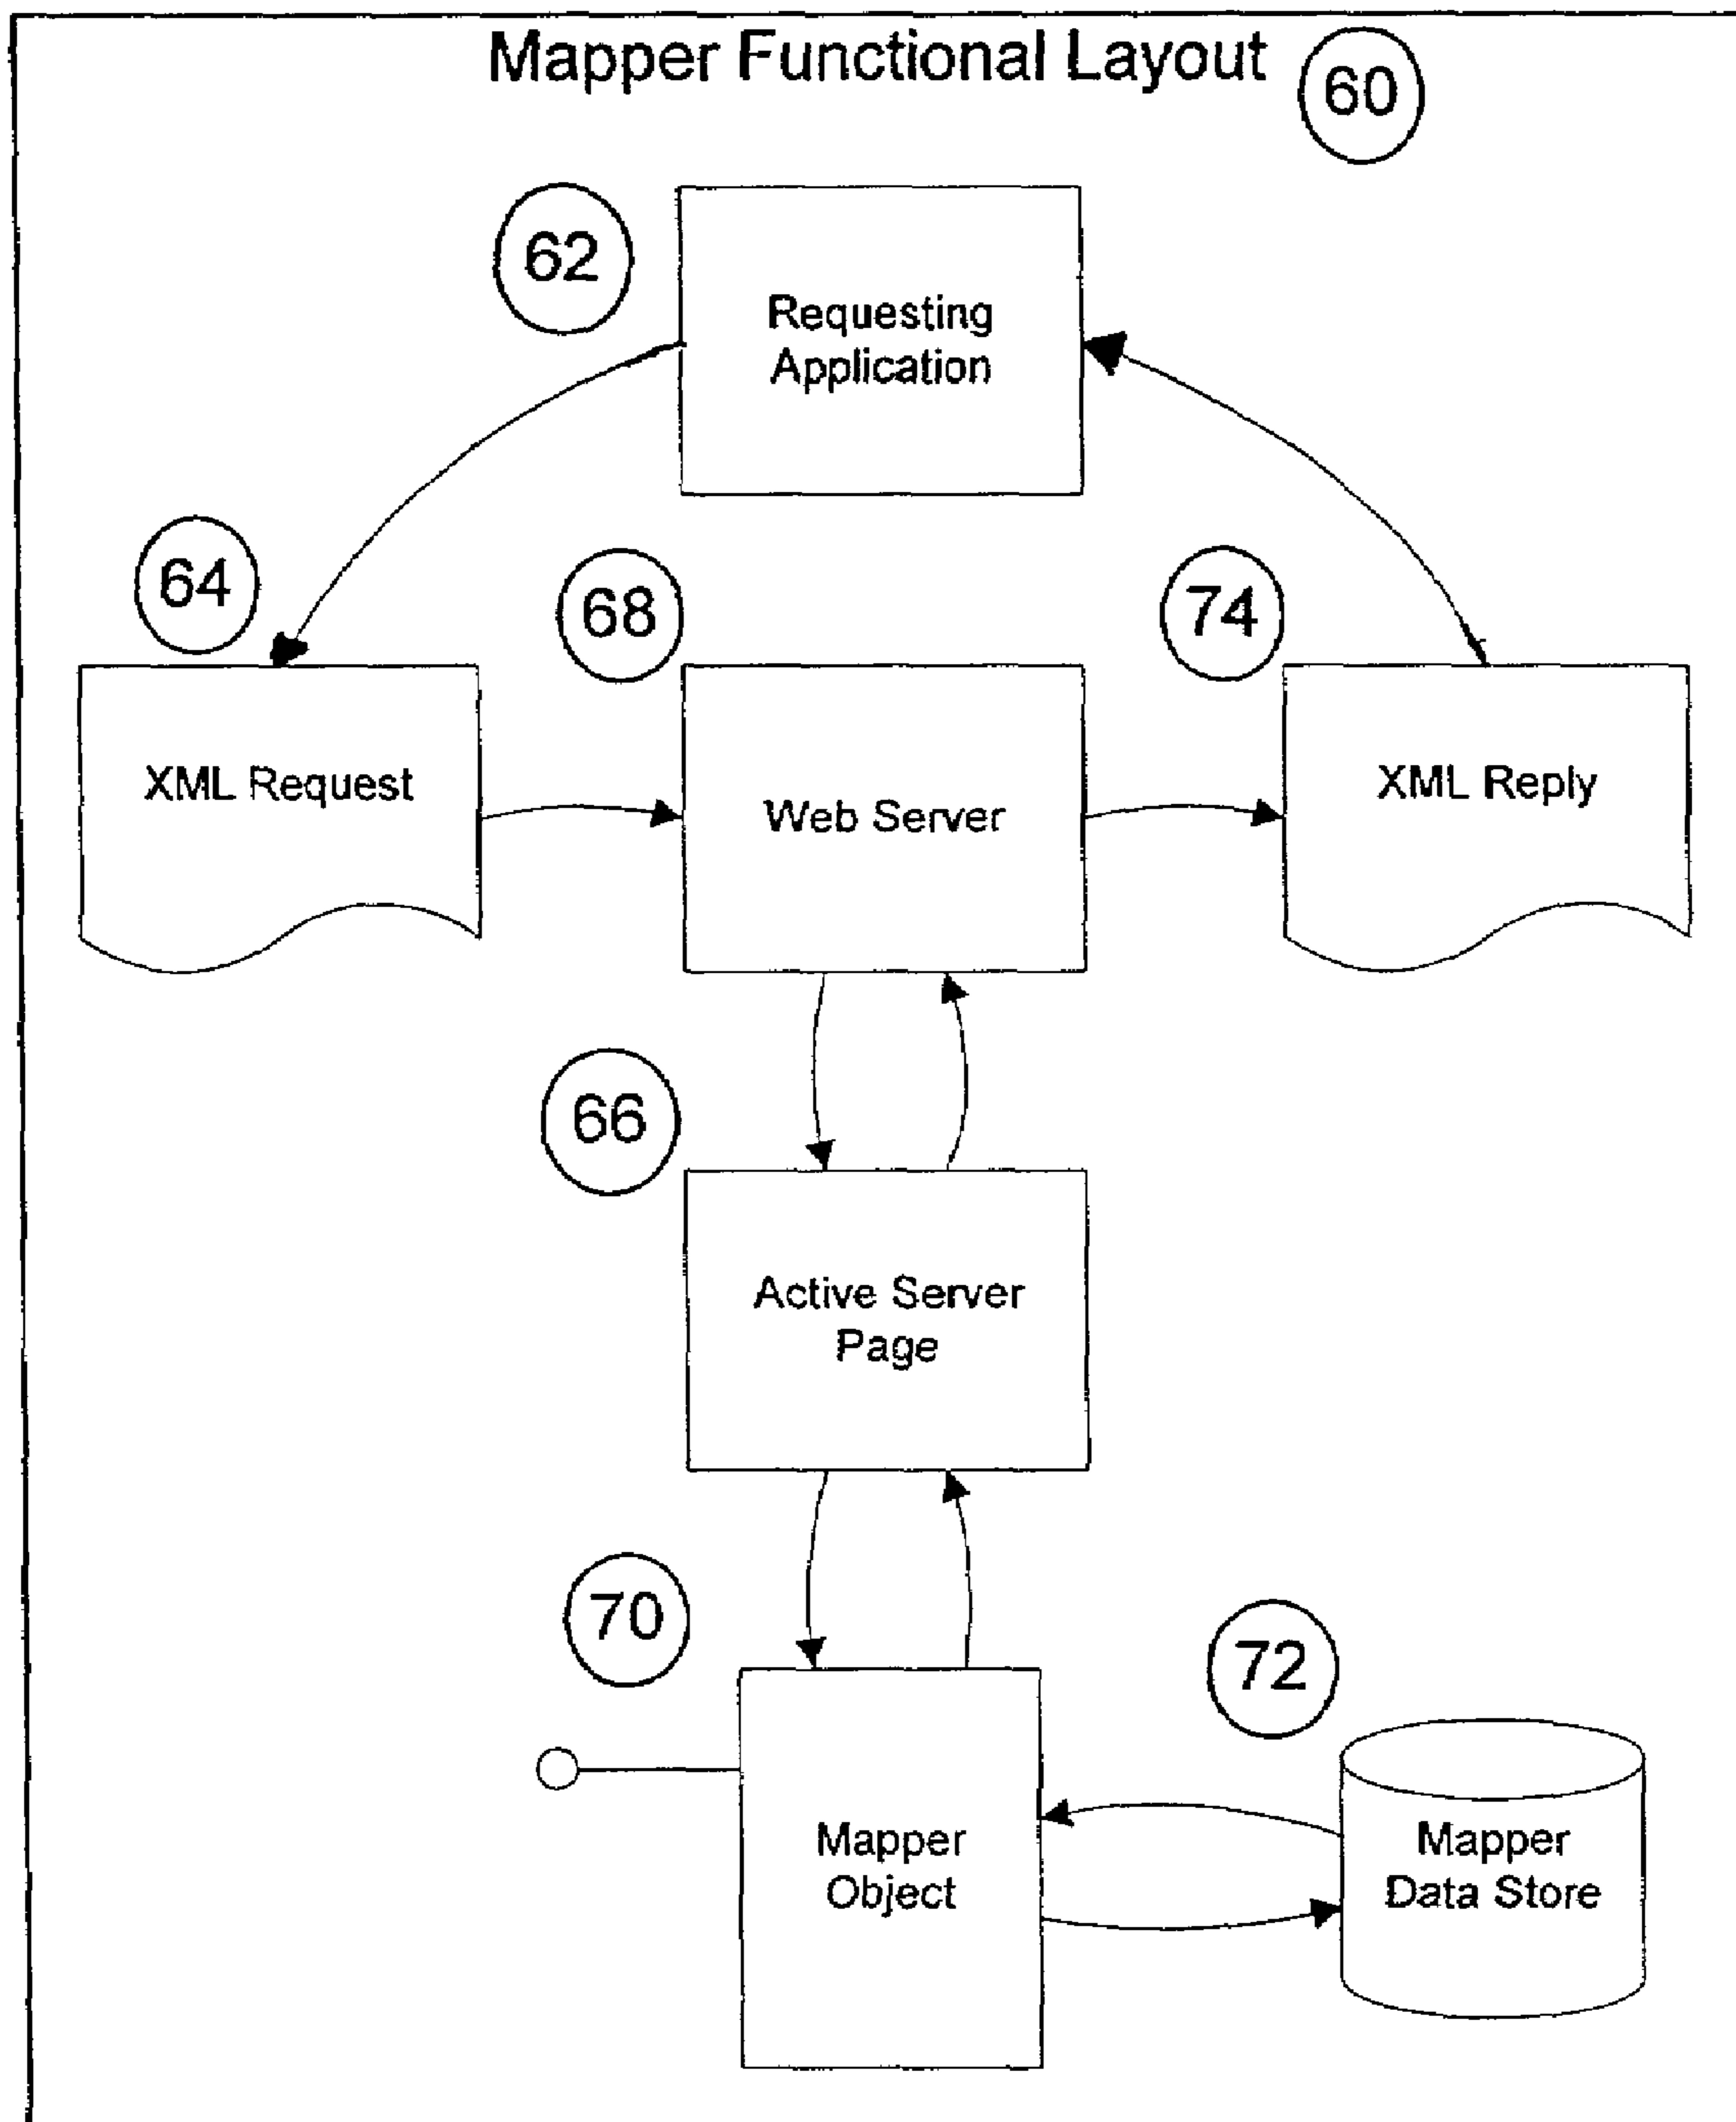 Mapper Functional Layout
60
62
Requesting
Application
64
68
74
XML Request
Web Server
XML Reply
66
Active Server
Page
70
72
Mapper
Object
Mapper
Data Store